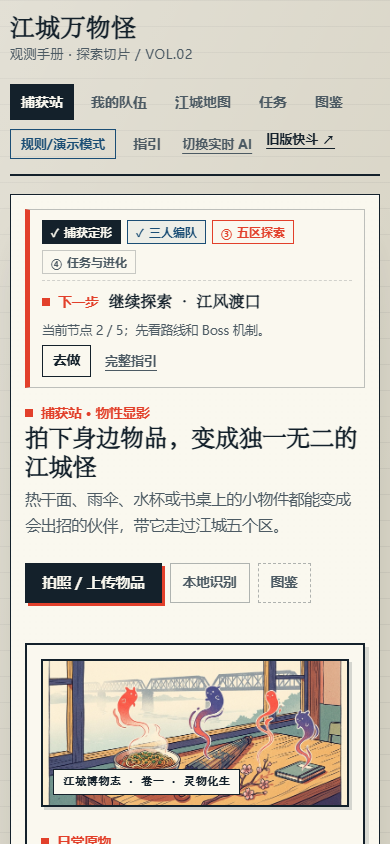 江城万物怪
观测手册 · 探索切片 / VOL.02
捕获站 我的队伍 江城地图 任务 图鉴
规则/演示模式 指引 切换实时 AI 旧版快斗 ↗
✓ 捕获定形 ✓ 三人编队 ③ 五区探索
④ 任务与进化
下一步 继续探索 · 江风渡口
当前节点 2 / 5；先看路线和 Boss 机制。
去做 完整指引
捕获站 • 物性显影
拍下身边物品，变成独一无二的
江城怪
热干面、雨伞、水杯或书桌上的小物件都能变成
会出招的伙伴，带它走过江城五个区。
拍照 / 上传物品 本地识别 图鉴
江城博物志 · 卷一 · 灵物化生
日常原物